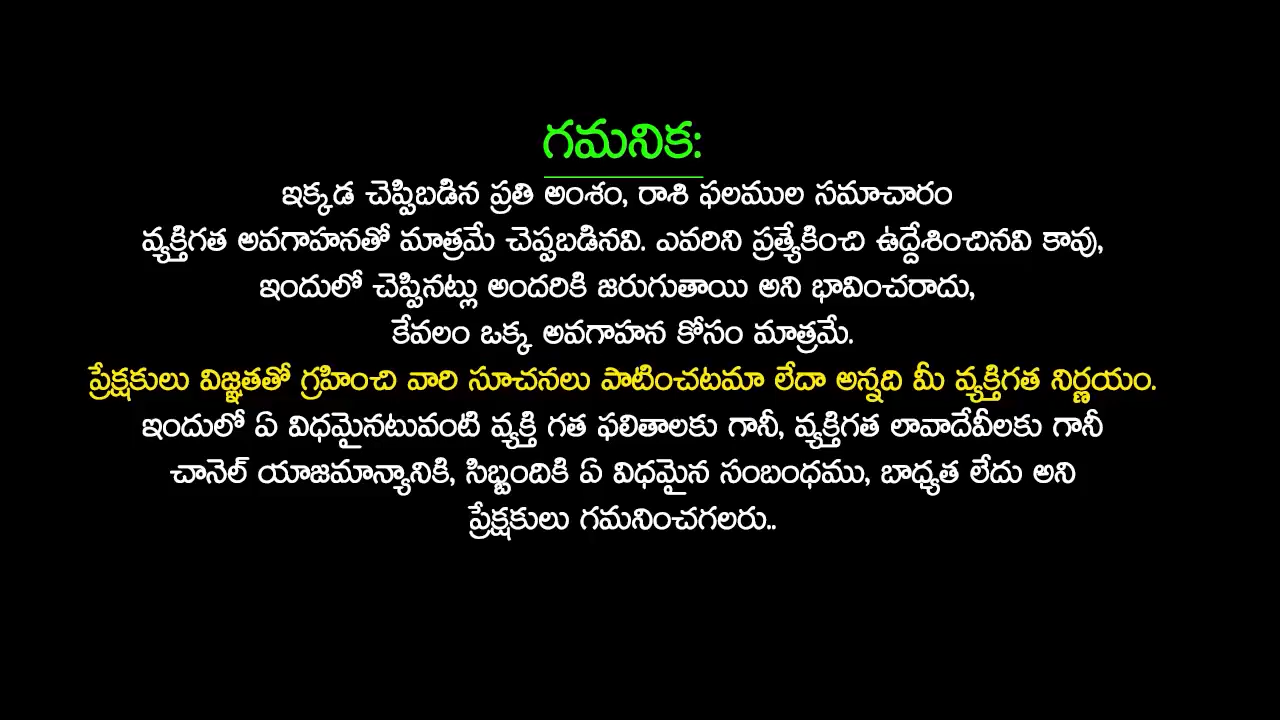 గమనిక:
ఇక్కడ చెప్పిబడిన ప్రతి అంశం, రాశి ఫలముల సమాచారం
వ్యక్తిగత అవగాహనతో మాత్రమే చెప్పబడినవి. ఎవరిని ప్రత్యేకించి ఉద్దేశించినవి కావు,
ఇందులో చెప్పినట్లు అందరికి జరుగుతాయి అని భావించరాదు,
కేవలం ఒక్క అవగాహన కోసం మాత్రమే.
ప్రేక్షకులు విజ్ఞతతో గ్రహించి వారి సూచనలు పాటించటమా లేదా అన్నది మీ వ్యక్తిగత నిర్ణయం.
ఇందులో ఏ విధమైనటువంటి వ్యక్తి గత ఫలితాలకు గానీ, వ్యక్తిగత లావాదేవీలకు గానీ
చానెల్ యాజమాన్యానికి, సిబ్బందికి ఏ విధమైన సంబంధము, బాధ్యత లేదు అని
ప్రేక్షకులు గమనించగలరు..